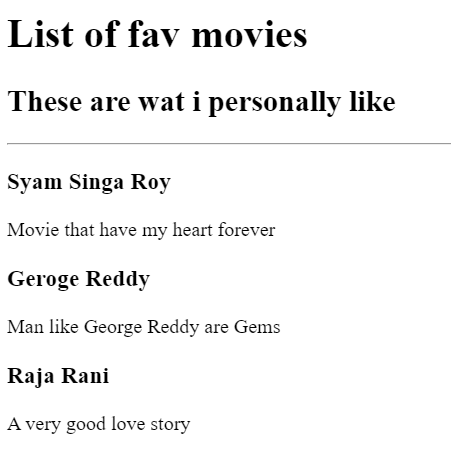 List of fav movies
These are wat i personally like
Syam Singa Roy
Movie that have my heart forever
Geroge Reddy
Man like George Reddy are Gems
Raja Rani
A very good love story